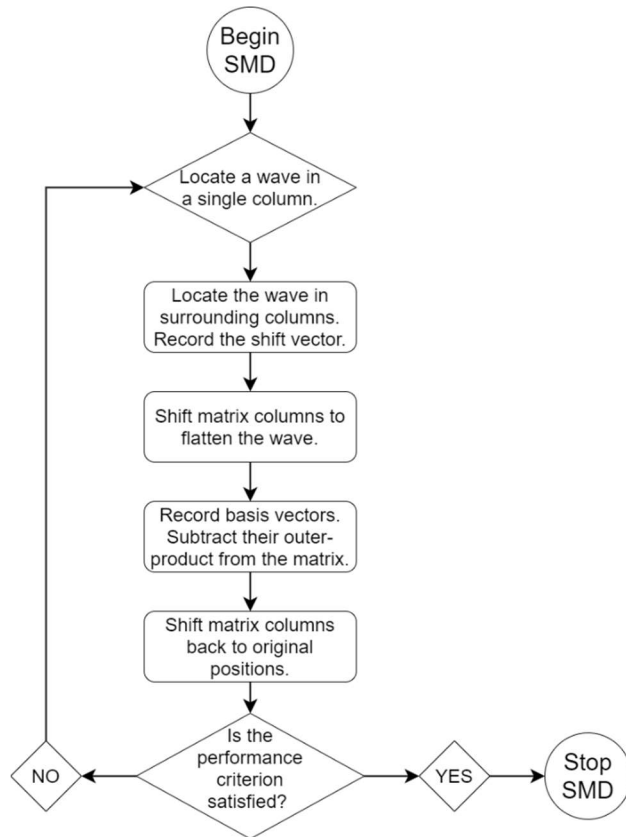 Begin
SMD
Locate a wave in
a single column.
Locate the wave in
surrounding columns.
Record the shift vector.
Shift matrix columns to
flatten the wave.
Record basis vectors.
Subtract their outer-
product from the matrix.
Shift matrix columns
back to original
positions.
Is the
performance
criterion
satisfied?
NO
YES
Stop
SMD